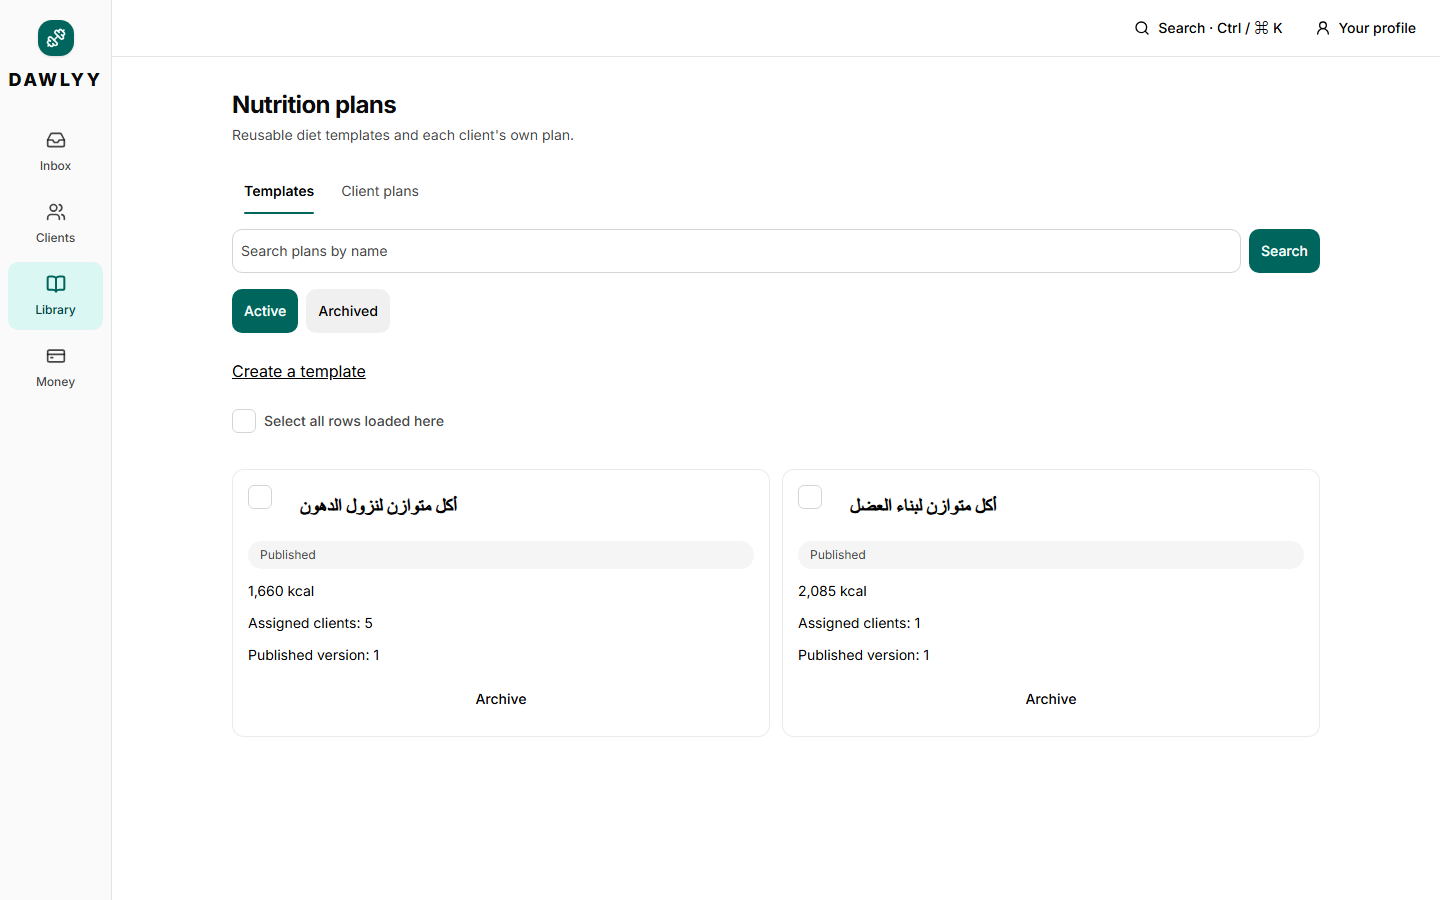 DAWLYY
Inbox
Clients
Library
Money
Search · Ctrl / ⌘ K
Your profile
Nutrition plans
Reusable diet templates and each client's own plan.
Templates
Client plans
Search plans by name
Search
Active
Archived
Create a template
Select all rows loaded here
أكل متوازن لنزول الدهون
Published
1,660 kcal
Assigned clients: 5
Published version: 1
Archive
أكل متوازن لبناء العضل
Published
2,085 kcal
Assigned clients: 1
Published version: 1
Archive